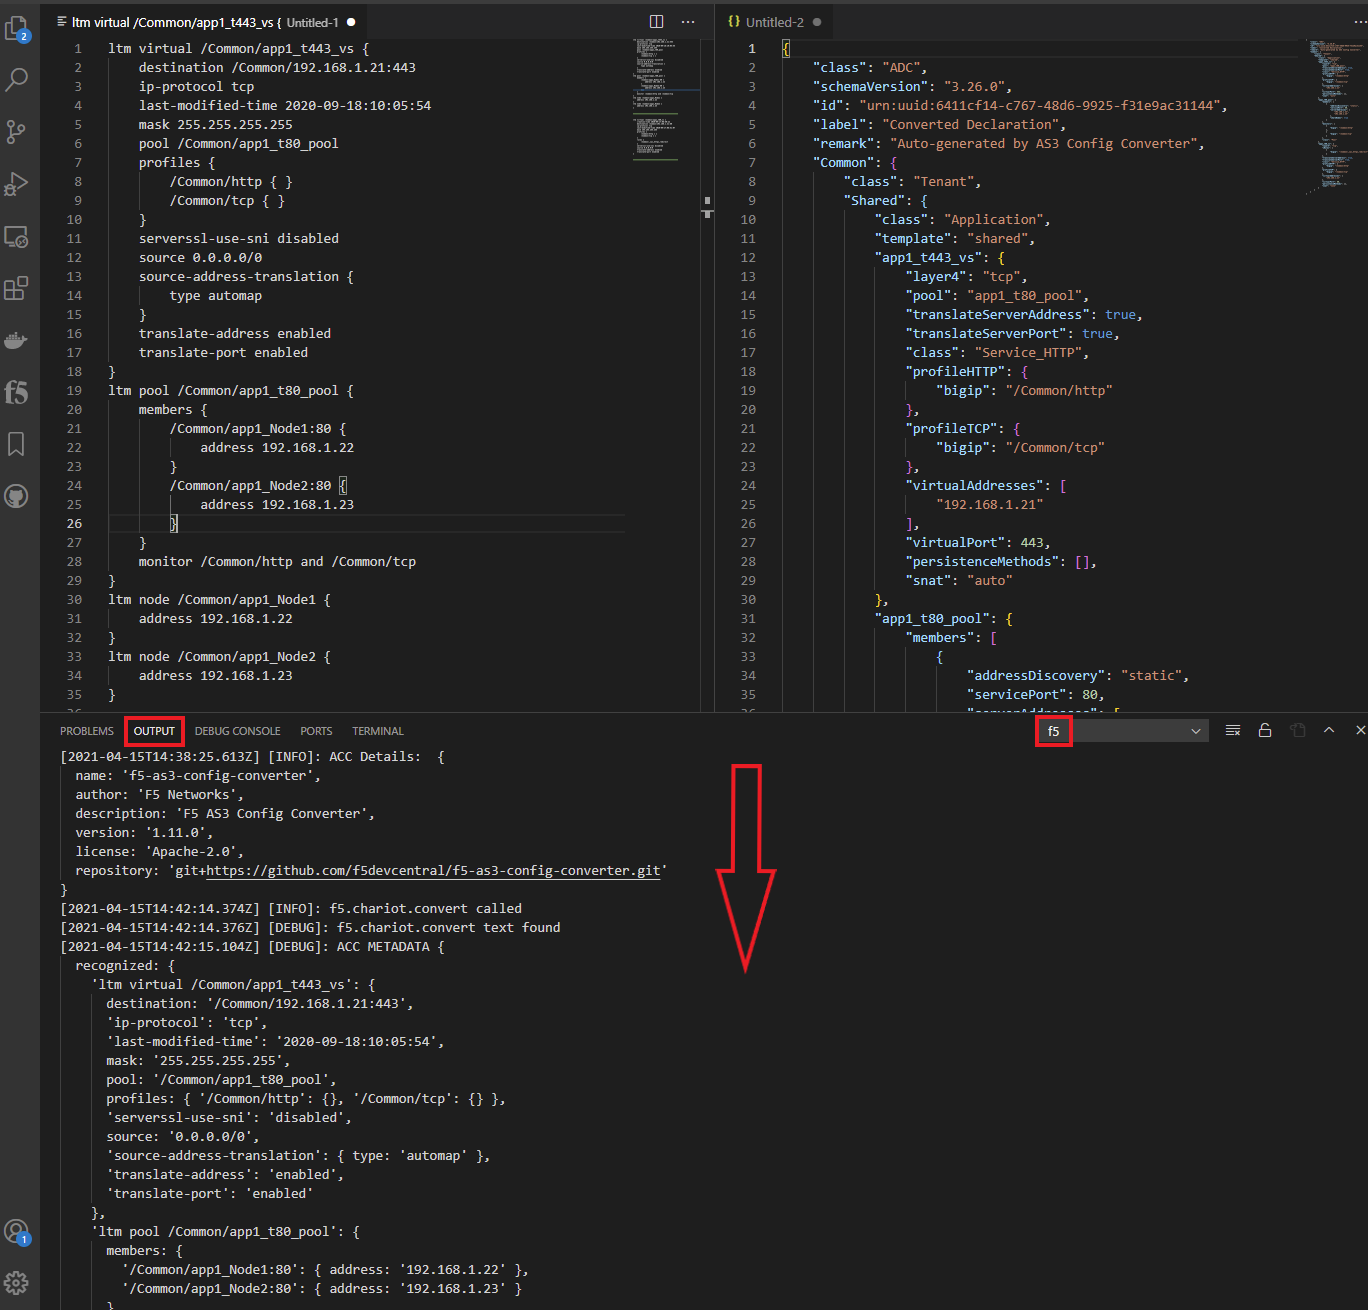 ltm virtual /Common/app1_t443_vs { Untitled-1
1 ltm virtual /Common/app1_t443_vs {
2 destination /Common/192.168.1.21:443
3 ip-protocol tcp
4 last-modified-time 2020-09-18:10:05:54
5 mask 255.255.255.255
6 pool /Common/app1_t80_pool
7 profiles {
8 /Common/http { }
9 /Common/tcp { }
10 }
11 serverssl-use-sni disabled
12 source 0.0.0.0/0
13 source-address-translation {
14 type automap
15 }
16 translate-address enabled
17 translate-port enabled
18 }
19 ltm pool /Common/app1_t80_pool {
20 members {
21 /Common/app1_Node1:80 {
22 address 192.168.1.22
23 }
24 /Common/app1_Node2:80 {
25 address 192.168.1.23
26 }
27 }
28 monitor /Common/http and /Common/tcp
29 }
30 ltm node /Common/app1_Node1 {
31 address 192.168.1.22
32 }
33 ltm node /Common/app1_Node2 {
34 address 192.168.1.23
35 }
{} Untitled-2
1 {
2 "class": "ADC",
3 "schemaVersion": "3.26.0",
4 "id": "urn:uuid:6411cf14-c767-48d6-9925-f31e9ac31144",
5 "label": "Converted Declaration",
6 "remark": "Auto-generated by AS3 Config Converter",
7 "Common": {
8 "class": "Tenant",
9 "Shared": {
10 "class": "Application",
11 "template": "shared",
12 "app1_t443_vs": {
13 "layer4": "tcp",
14 "pool": "app1_t80_pool",
15 "translateServerAddress": true,
16 "translateServerPort": true,
17 "class": "Service_HTTP",
18 "profileHTTP": {
19 "bigip": "/Common/http"
20 },
21 "profileTCP": {
22 "bigip": "/Common/tcp"
23 },
24 "virtualAddresses": [
25 "192.168.1.21"
26 ],
27 "virtualPort": 443,
28 "persistenceMethods": [],
29 "snat": "auto"
30 },
31 "app1_t80_pool": {
32 "members": [
33 {
34 "addressDiscovery": "static",
35 "servicePort": 80,
36 "serverAddresses": [
2
f5
1
PROBLEMS OUTPUT DEBUG CONSOLE PORTS TERMINAL f5
[2021-04-15T14:38:25.613Z] [INFO]: ACC Details: {
name: 'f5-as3-config-converter',
author: 'F5 Networks',
description: 'F5 AS3 Config Converter',
version: '1.11.0',
license: 'Apache-2.0',
repository: 'git+https://github.com/f5devcentral/f5-as3-config-converter.git'
}
[2021-04-15T14:42:14.374Z] [INFO]: f5.chariot.convert called
[2021-04-15T14:42:14.376Z] [DEBUG]: f5.chariot.convert text found
[2021-04-15T14:42:15.104Z] [DEBUG]: ACC METADATA {
recognized: {
'ltm virtual /Common/app1_t443_vs': {
destination: '/Common/192.168.1.21:443',
'ip-protocol': 'tcp',
'last-modified-time': '2020-09-18:10:05:54',
mask: '255.255.255.255',
pool: '/Common/app1_t80_pool',
profiles: { '/Common/http': {}, '/Common/tcp': {} },
'serverssl-use-sni': 'disabled',
source: '0.0.0.0/0',
'source-address-translation': { type: 'automap' },
'translate-address': 'enabled',
'translate-port': 'enabled'
},
'ltm pool /Common/app1_t80_pool': {
members: {
'/Common/app1_Node1:80': { address: '192.168.1.22' },
'/Common/app1_Node2:80': { address: '192.168.1.23' }
}